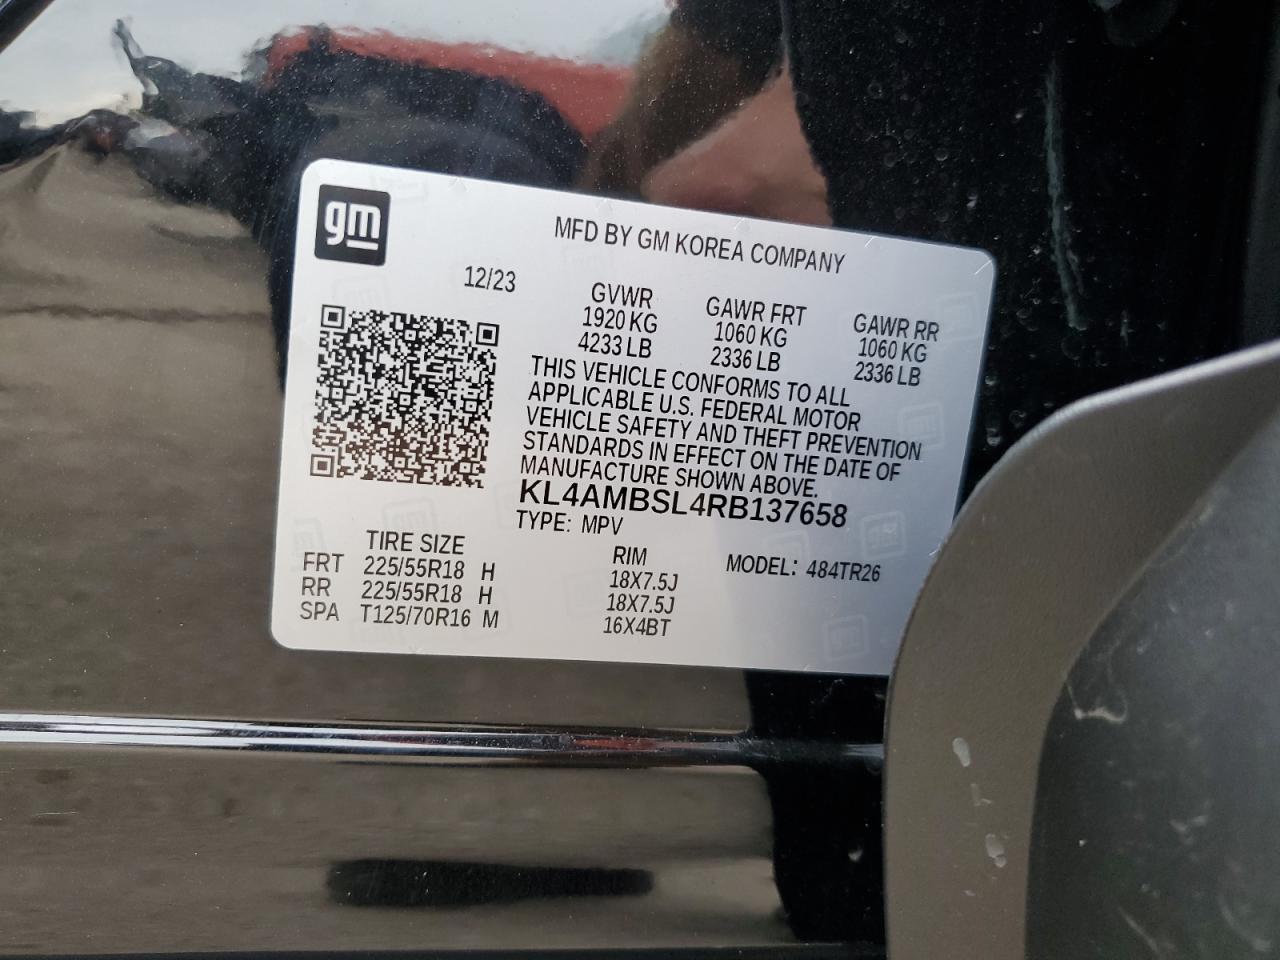 gm
MFD BY GM KOREA COMPANY
12/23
GVWR GAWR FRT GAWR RR
1920 KG 1060 KG 1060 KG
4233 LB 2336 LB 2336 LB
THIS VEHICLE CONFORMS TO ALL
APPLICABLE U.S. FEDERAL MOTOR
VEHICLE SAFETY AND THEFT PREVENTION
STANDARDS IN EFFECT ON THE DATE OF
MANUFACTURE SHOWN ABOVE.
KL4AMBSL4RB137658
TYPE: MPV
TIRE SIZE RIM MODEL: 484TR26
FRT 225/55R18 H 18X7.5J
RR 225/55R18 H 18X7.5J
SPA T125/70R16 M 16X4BT